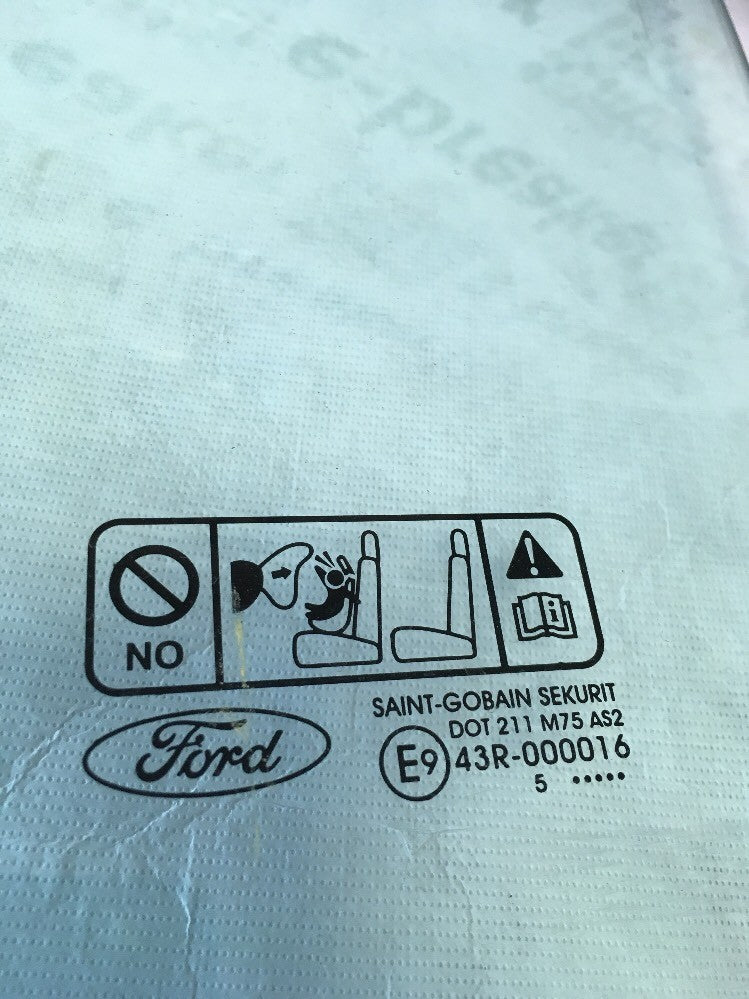 NO
i
Ford
SAINT-GOBAIN SEKURIT
DOT 211 M75 AS2
E9 43R-000016
5 •••••